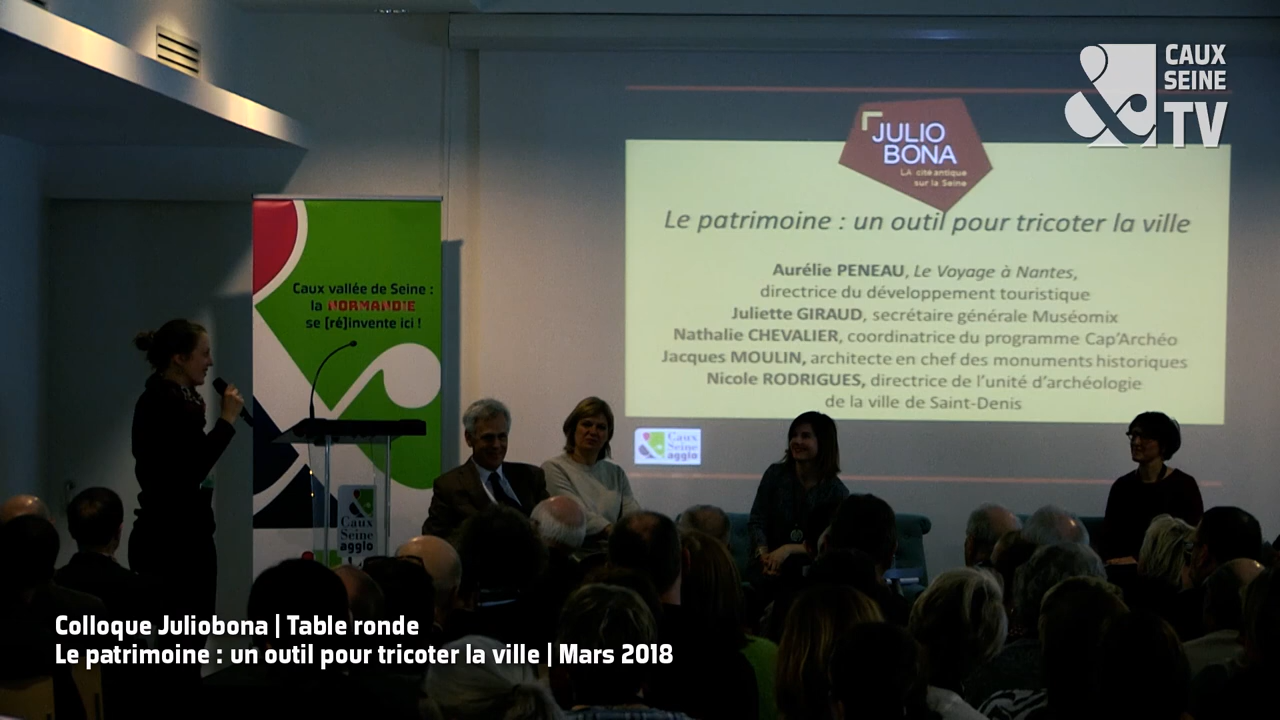 CAUX
SEINE
TV
JULIO
BONA
LA cité antique
sur la Seine
Le patrimoine : un outil pour tricoter la ville
Aurélie PENEAU, Le Voyage à Nantes,
directrice du développement touristique
Juliette GIRAUD, secrétaire générale Muséomix
Nathalie CHEVALIER, coordinatrice du programme Cap'Archéo
Jacques MOULIN, architecte en chef des monuments historiques
Nicole RODRIGUES, directrice de l'unité d'archéologie
de la ville de Saint-Denis
Caux
Seine
agglo
Caux vallée de Seine :
la NORMANDIE
se (ré)invente ici !
Caux
Seine
agglo
Colloque Juliobona | Table ronde
Le patrimoine : un outil pour tricoter la ville | Mars 2018